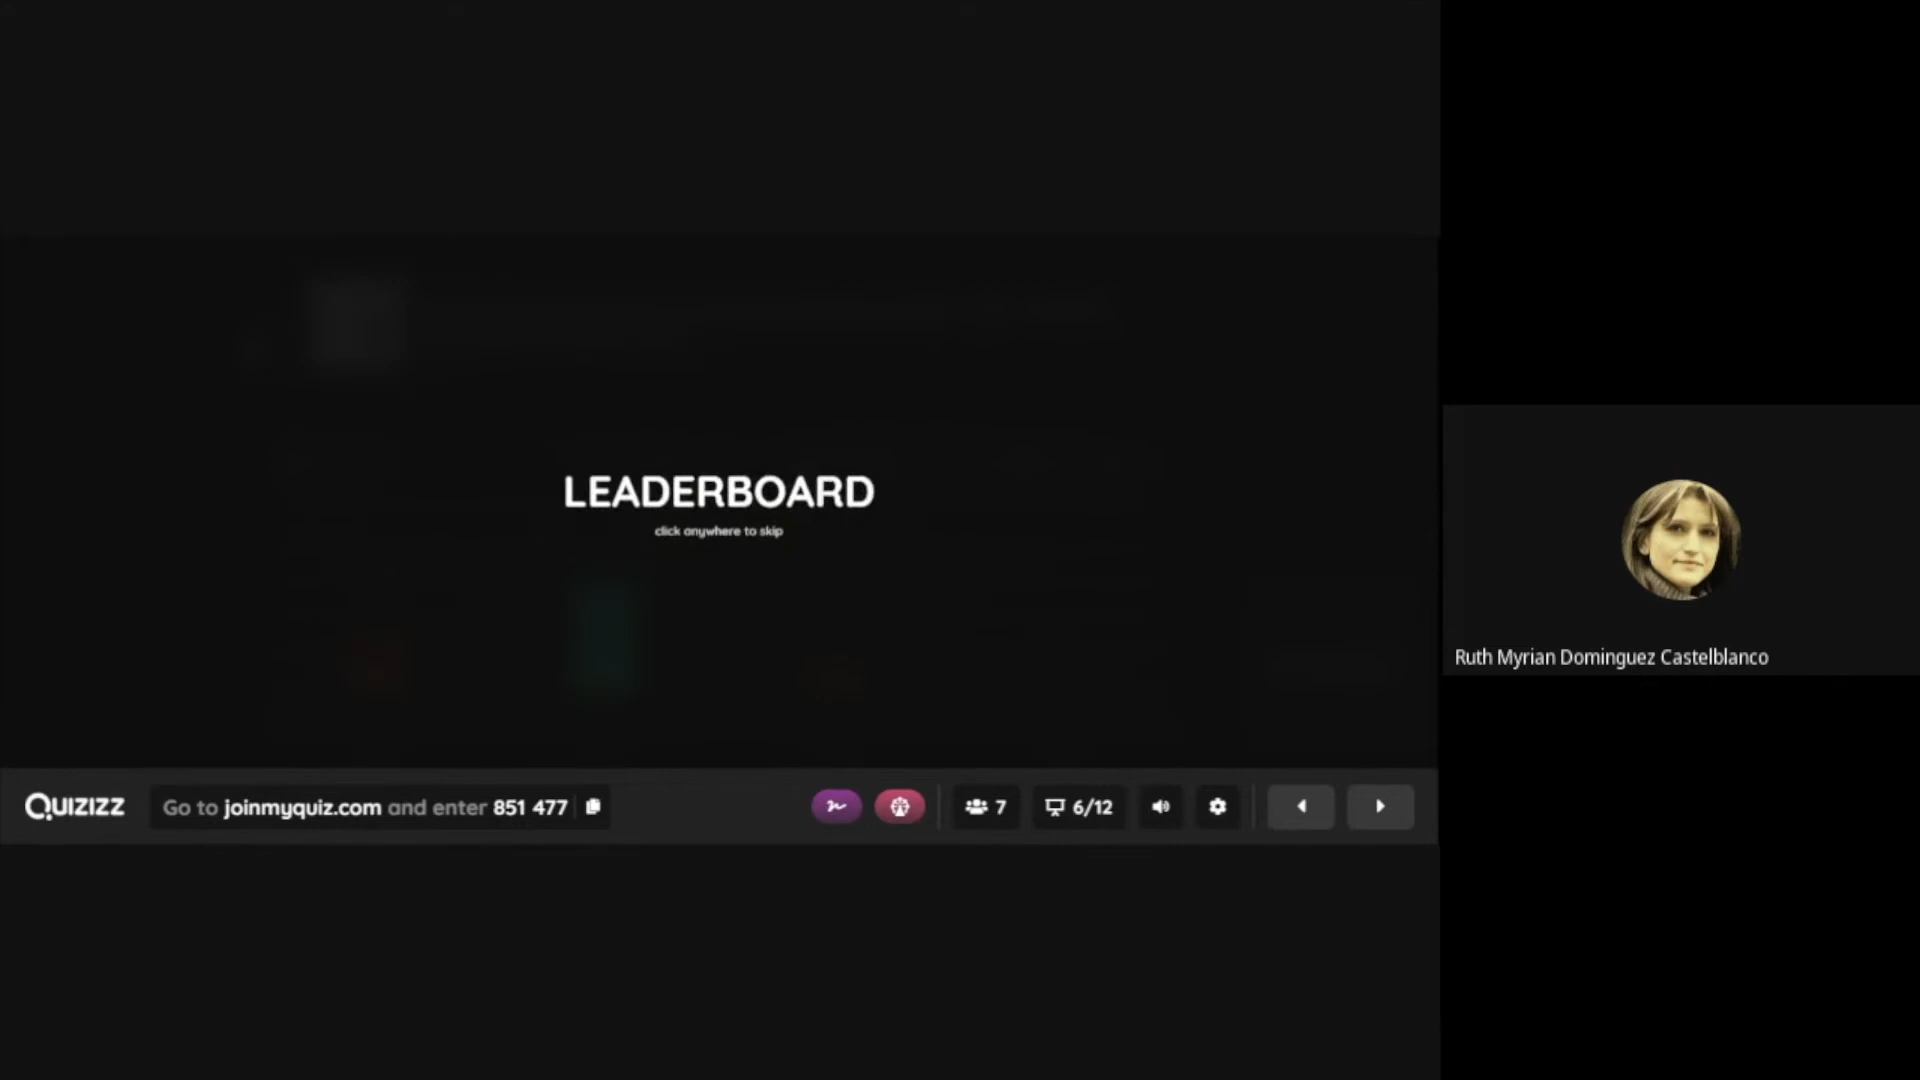 LEADERBOARD
click anywhere to skip
QUIZIZZ
Go to joinmyquiz.com and enter 851 477
7
6/12
Ruth Myrian Dominguez Castelblanco